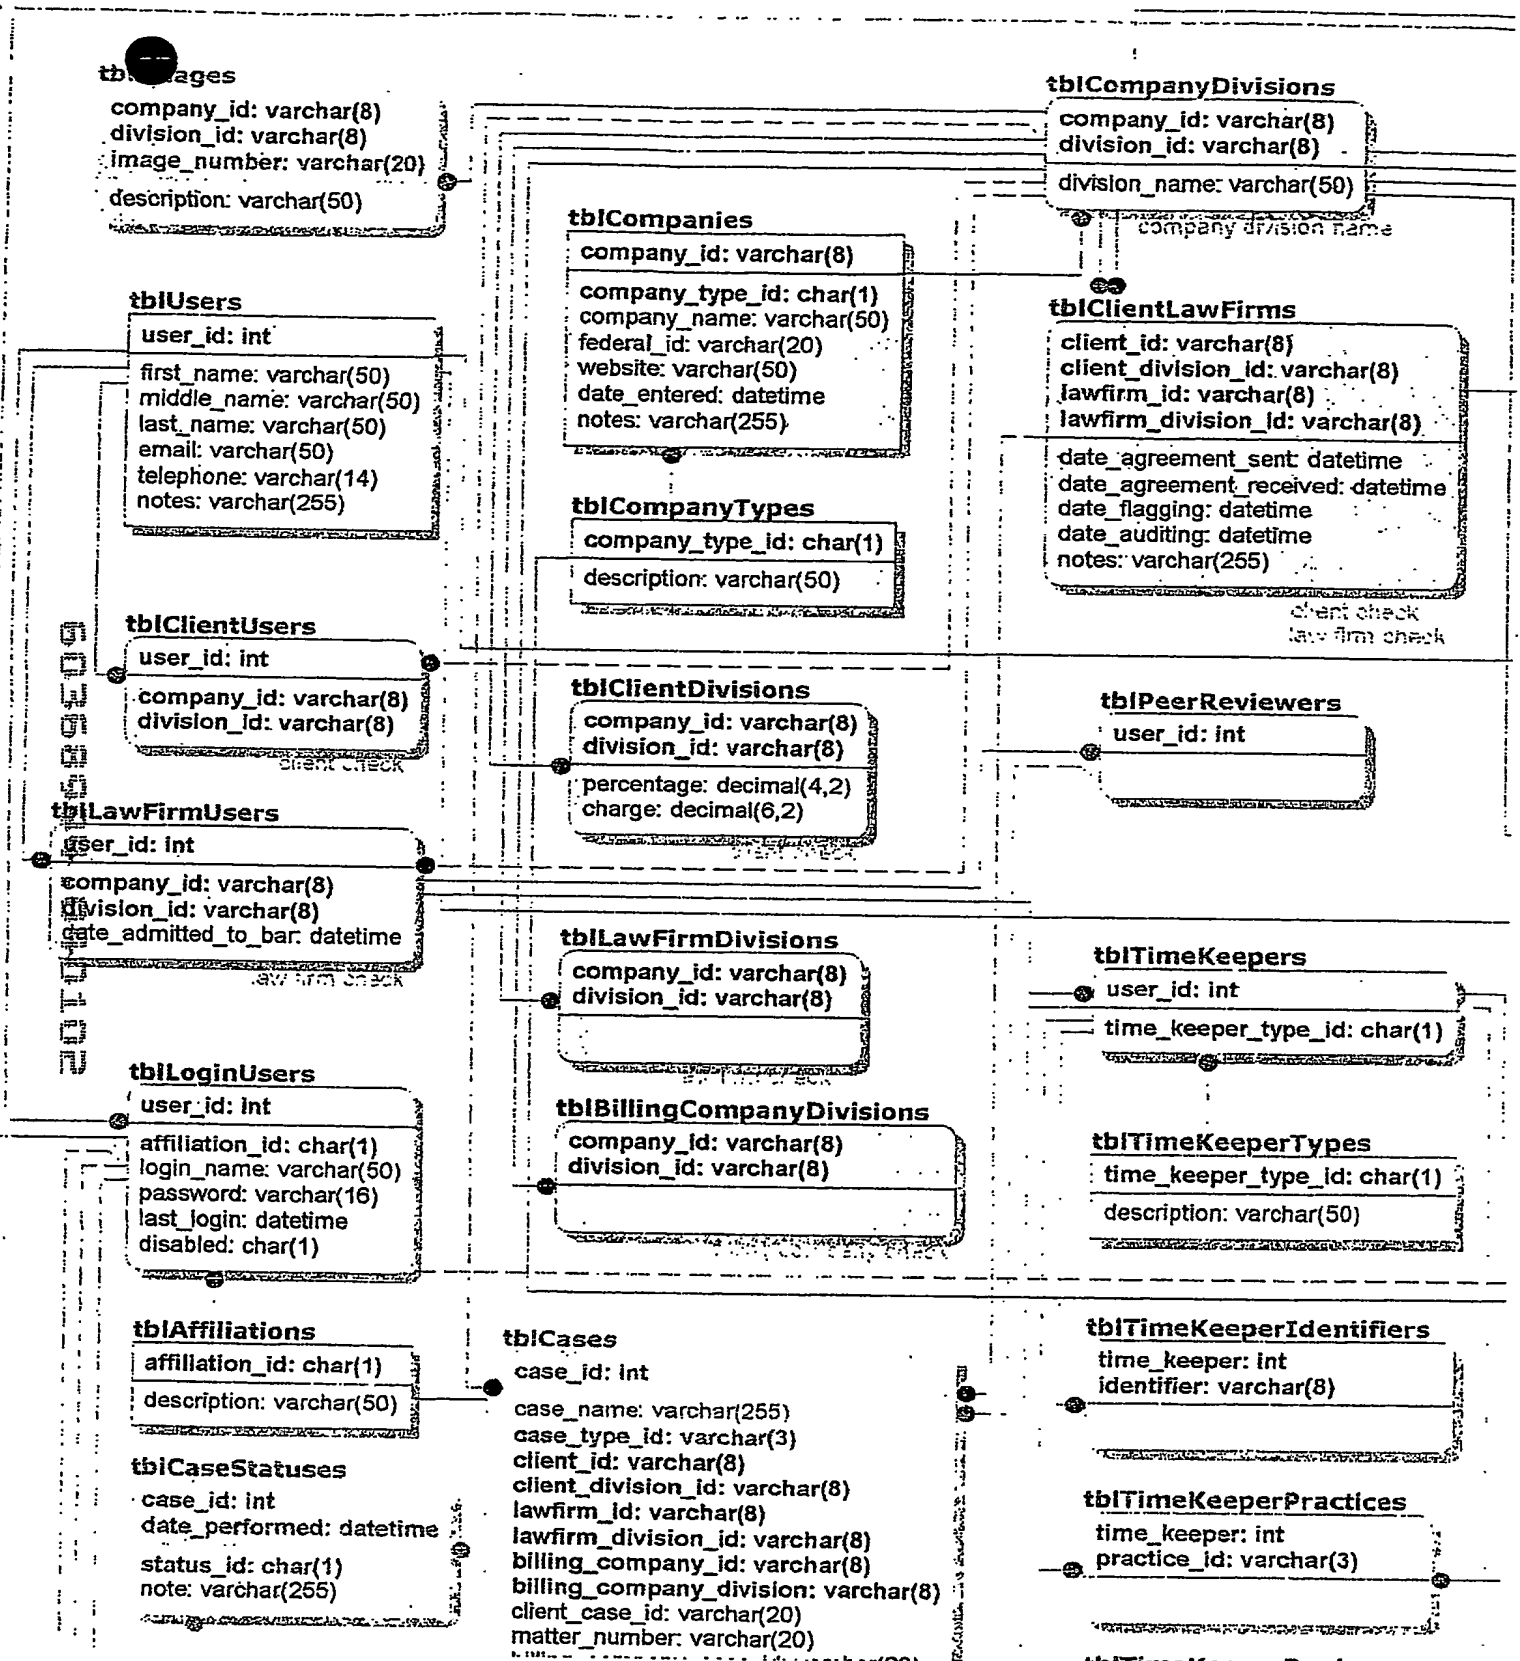 company_id: varchar(8)
division_id: varchar(8)
image_number: varchar(20)
description: varchar(50)
tblUsers
user_id: int
first_name: varchar(50)
middle_name: varchar(50)
last_name: varchar(50)
email: varchar(50)
telephone: varchar(14)
notes: varchar(255)
tblClientUsers
user_id: int
company_id: varchar(8)
division_id: varchar(8)
client check
tblLawFirmUsers
user_id: int
company_id: varchar(8)
division_id: varchar(8)
date_admitted_to_bar: datetime
law firm check
tblLoginUsers
user_id: int
affiliation_id: char(1)
login_name: varchar(50)
password: varchar(16)
last_login: datetime
disabled: char(1)
tblAffiliations
affiliation_id: char(1)
description: varchar(50)
tblCaseStatuses
case_id: int
date_performed: datetime
status_id: char(1)
note: varchar(255)
tblCompanies
company_id: varchar(8)
company_type_id: char(1)
company_name: varchar(50)
federal_id: varchar(20)
website: varchar(50)
date_entered: datetime
notes: varchar(255)
tblCompanyTypes
company_type_id: char(1)
description: varchar(50)
tblClientDivisions
company_id: varchar(8)
division_id: varchar(8)
percentage: decimal(4,2)
charge: decimal(6,2)
tblLawFirmDivisions
company_id: varchar(8)
division_id: varchar(8)
tblBillingCompanyDivisions
company_id: varchar(8)
division_id: varchar(8)
tblCases
case_id: int
case_name: varchar(255)
case_type_id: varchar(3)
client_id: varchar(8)
client_division_id: varchar(8)
lawfirm_id: varchar(8)
lawfirm_division_id: varchar(8)
billing_company_id: varchar(8)
billing_company_division: varchar(8)
client_case_id: varchar(20)
matter_number: varchar(20)
tblCompanyDivisions
company_id: varchar(8)
division_id: varchar(8)
division_name: varchar(50)
company division name
tblClientLawFirms
client_id: varchar(8)
client_division_id: varchar(8)
lawfirm_id: varchar(8)
lawfirm_division_id: varchar(8)
date_agreement_sent: datetime
date_agreement_received: datetime
date_flagging: datetime
date_auditing: datetime
notes: varchar(255)
client check
law firm check
tblPeerReviewers
user_id: int
tblTimeKeepers
user_id: int
time_keeper_type_id: char(1)
tblTimeKeeperTypes
time_keeper_type_id: char(1)
description: varchar(50)
tblTimeKeeperIdentifiers
time_keeper: int
identifier: varchar(8)
tblTimeKeeperPractices
time_keeper: int
practice_id: varchar(3)